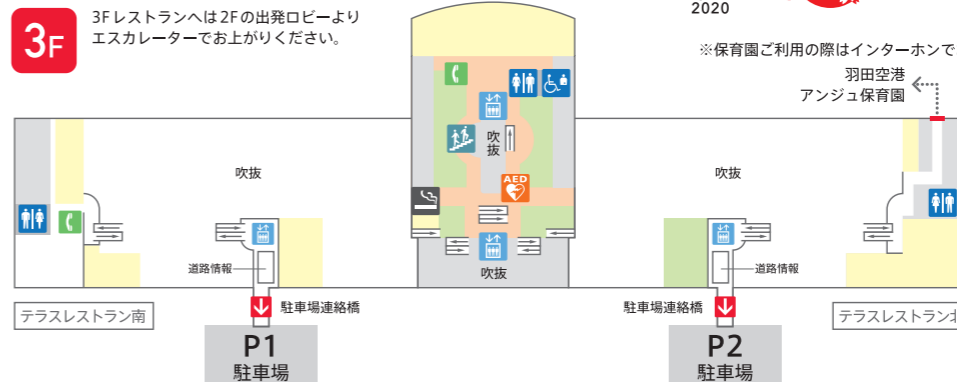 3F
3Fレストランへは2Fの出発ロビーより
エスカレーターでお上がりください。
2020
※保育園ご利用の際はインターホンで
羽田空港
アンジュ保育園
吹抜
吹抜
AED
吹抜
吹抜
道路情報
道路情報
テラスレストラン南
駐車場連絡橋
駐車場連絡橋
テラスレストラン北
P1
駐車場
P2
駐車場